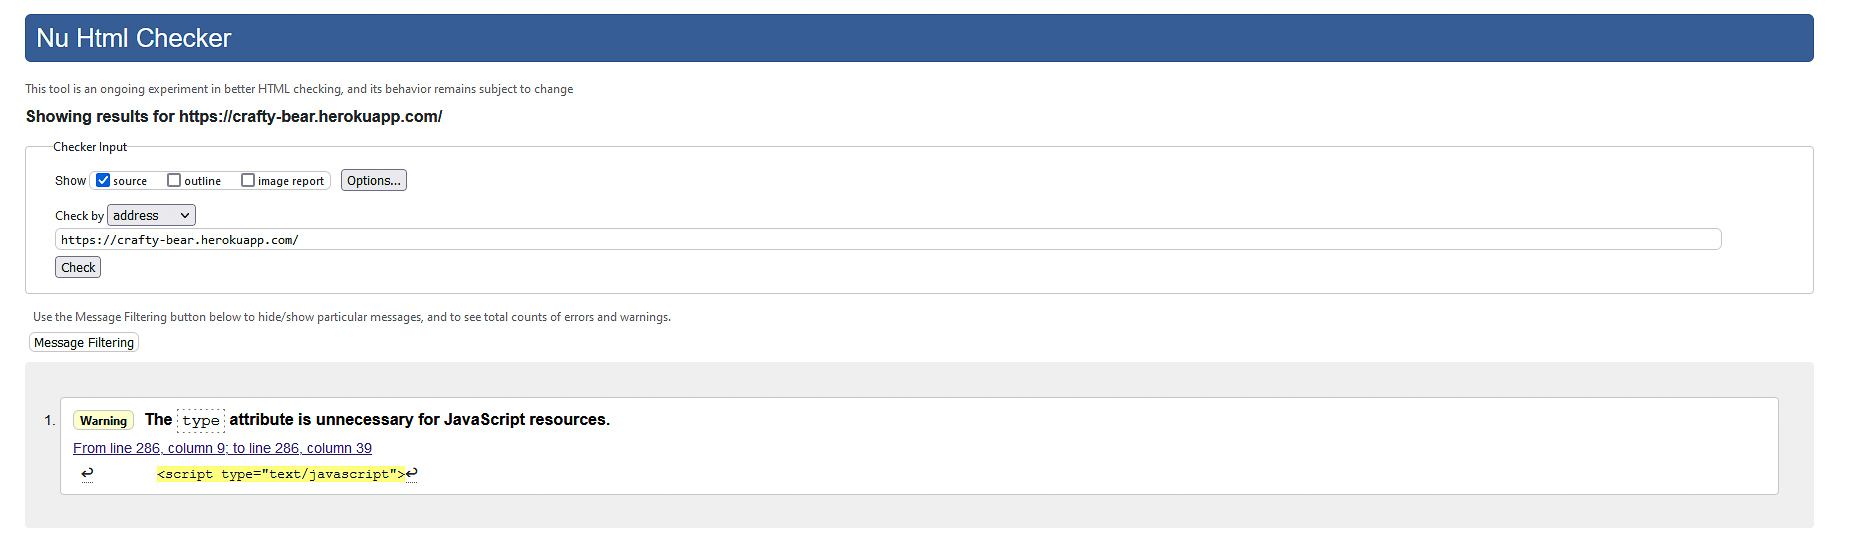 Nu Html Checker
This tool is an ongoing experiment in better HTML checking, and its behavior remains subject to change
Showing results for https://crafty-bear.herokuapp.com/
Checker Input
Show source outline image report Options...
Check by address
https://crafty-bear.herokuapp.com/
Check
Use the Message Filtering button below to hide/show particular messages, and to see total counts of errors and warnings.
Message Filtering
1. Warning The type attribute is unnecessary for JavaScript resources.
From line 286, column 9; to line 286, column 39
↩ <script type="text/javascript">↩